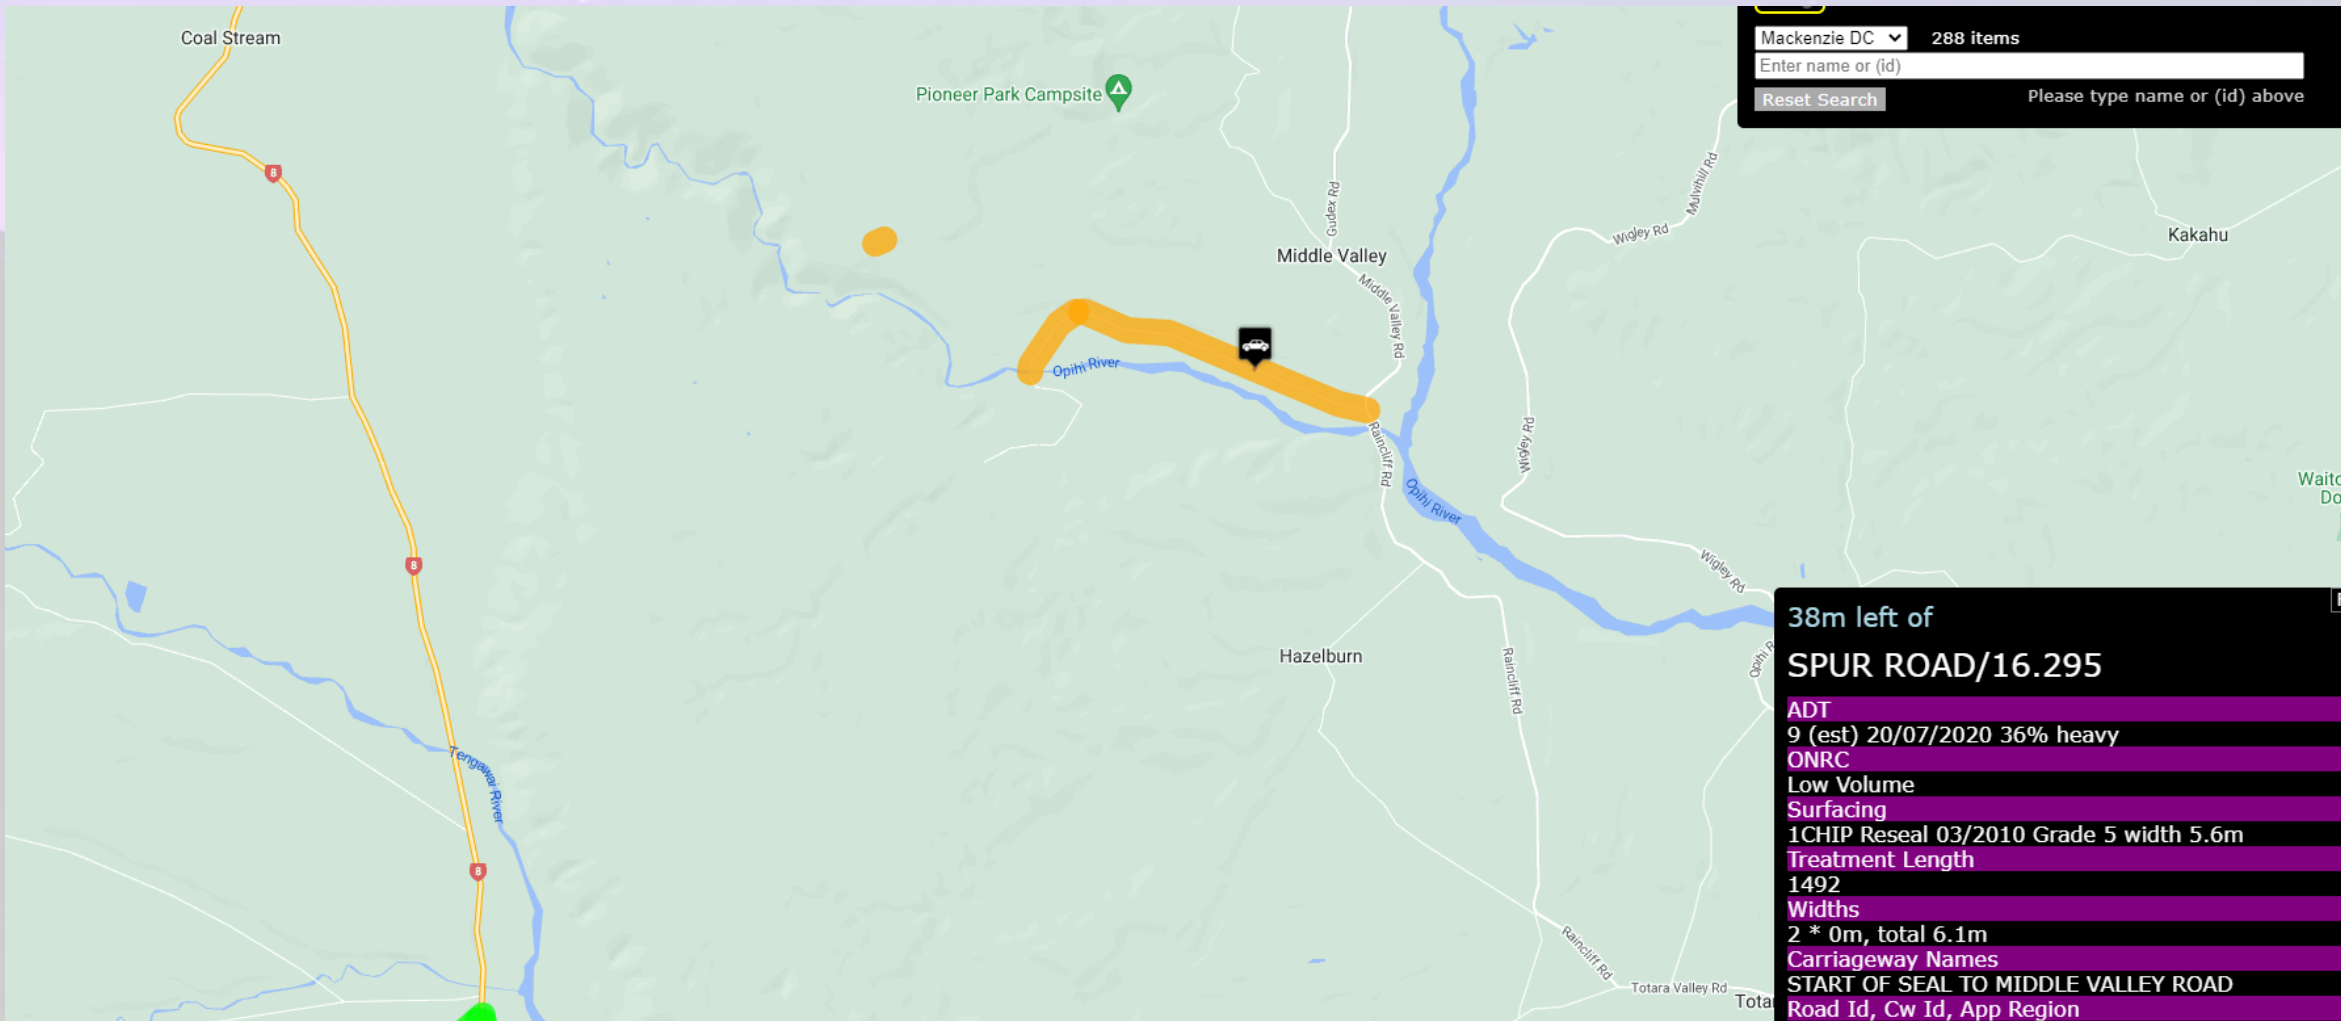 Coal Stream
8
Pioneer Park Campsite
Gudex Rd
Middle Valley
Middle Valley Rd
Mulvihill Rd
Wigley Rd
Kakahu
Mackenzie DC
288 items
Enter name or (id)
Reset Search
Please type name or (id) above
Opihi River
Raincliff Rd
Opihi River
Wigley Rd
Wigley Rd
8
Hazelburn
Raincliff Rd
Tengawai River
8
Raincliff Rd
Totara Valley Rd
38m left of
SPUR ROAD/16.295
ADT
9 (est) 20/07/2020 36% heavy
ONRC
Low Volume
Surfacing
1CHIP Reseal 03/2010 Grade 5 width 5.6m
Treatment Length
1492
Widths
2 * 0m, total 6.1m
Carriageway Names
START OF SEAL TO MIDDLE VALLEY ROAD
Road Id, Cw Id, App Region